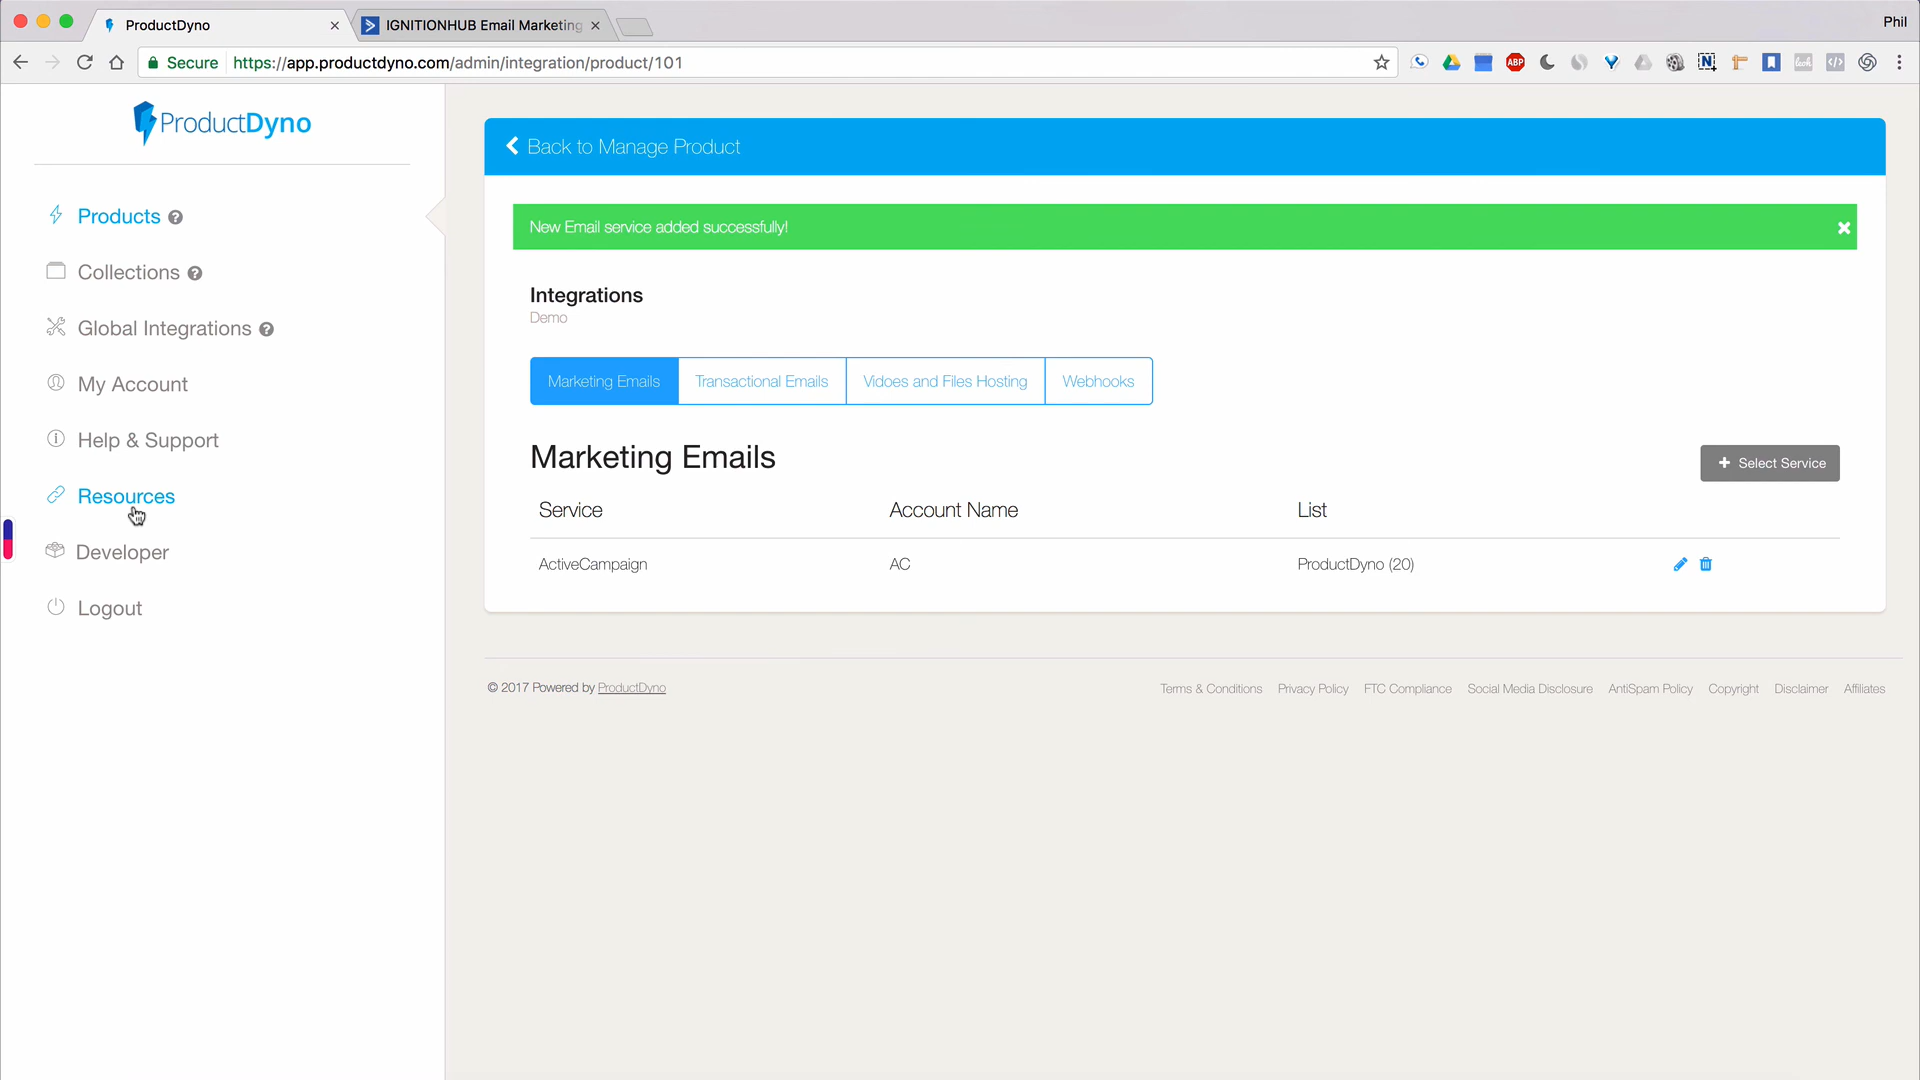 ProductDyno
IGNITIONHUB Email Marketing
Phil
Secure
https://app.productdyno.com/admin/integration/product/101
ABP
N
ProductDyno
Products
Collections
Global Integrations
My Account
Help & Support
Resources
Developer
Logout
Back to Manage Product
New Email service added successfully!
Integrations
Demo
Marketing Emails
Transactional Emails
Vidoes and Files Hosting
Webhooks
Marketing Emails
Select Service
Service Account Name List
ActiveCampaign AC ProductDyno (20)
© 2017 Powered by ProductDyno
Terms & Conditions Privacy Policy FTC Compliance Social Media Disclosure AntiSpam Policy Copyright Disclaimer Affiliates